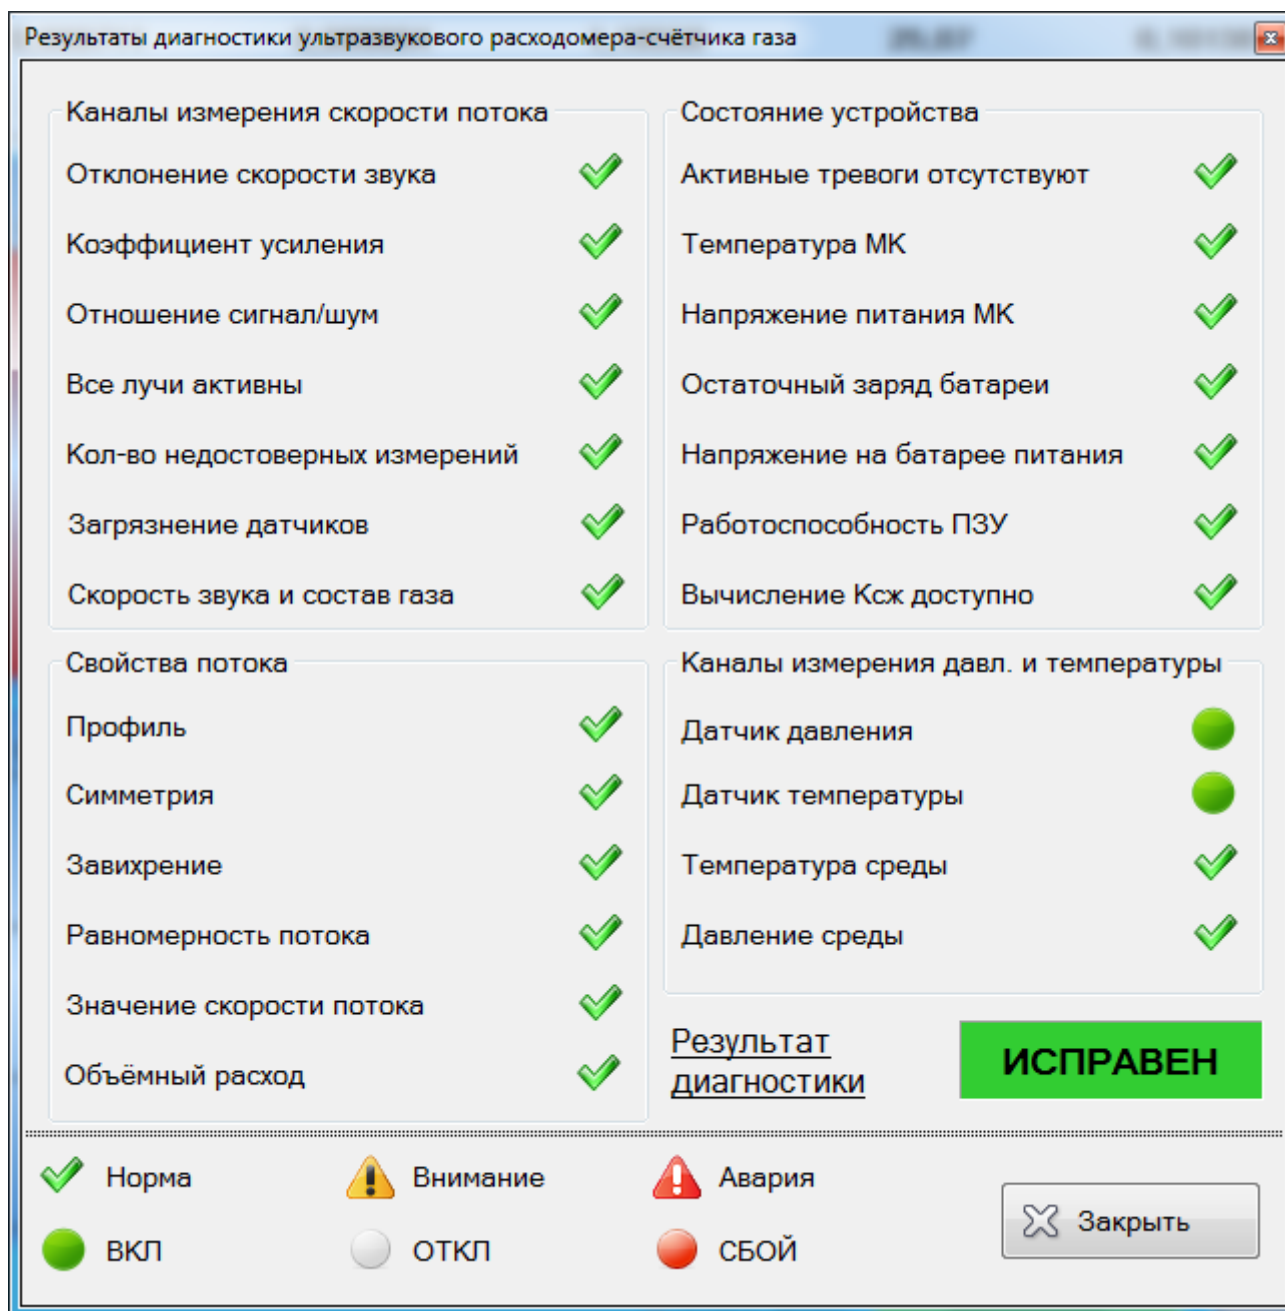 Результаты диагностики ультразвукового расходомера-счётчика газа
Каналы измерения скорости потока
Отклонение скорости звука
Коэффициент усиления
Отношение сигнал/шум
Все лучи активны
Кол-во недостоверных измерений
Загрязнение датчиков
Скорость звука и состав газа
Свойства потока
Профиль
Симметрия
Завихрение
Равномерность потока
Значение скорости потока
Объёмный расход
Состояние устройства
Активные тревоги отсутствуют
Температура МК
Напряжение питания МК
Остаточный заряд батареи
Напряжение на батарее питания
Работоспособность ПЗУ
Вычисление Ксж доступно
Каналы измерения давл. и температуры
Датчик давления
Датчик температуры
Температура среды
Давление среды
Результат
диагностики
ИСПРАВЕН
Норма
Внимание
Авария
ВКЛ
ОТКЛ
СБОЙ
Закрыть